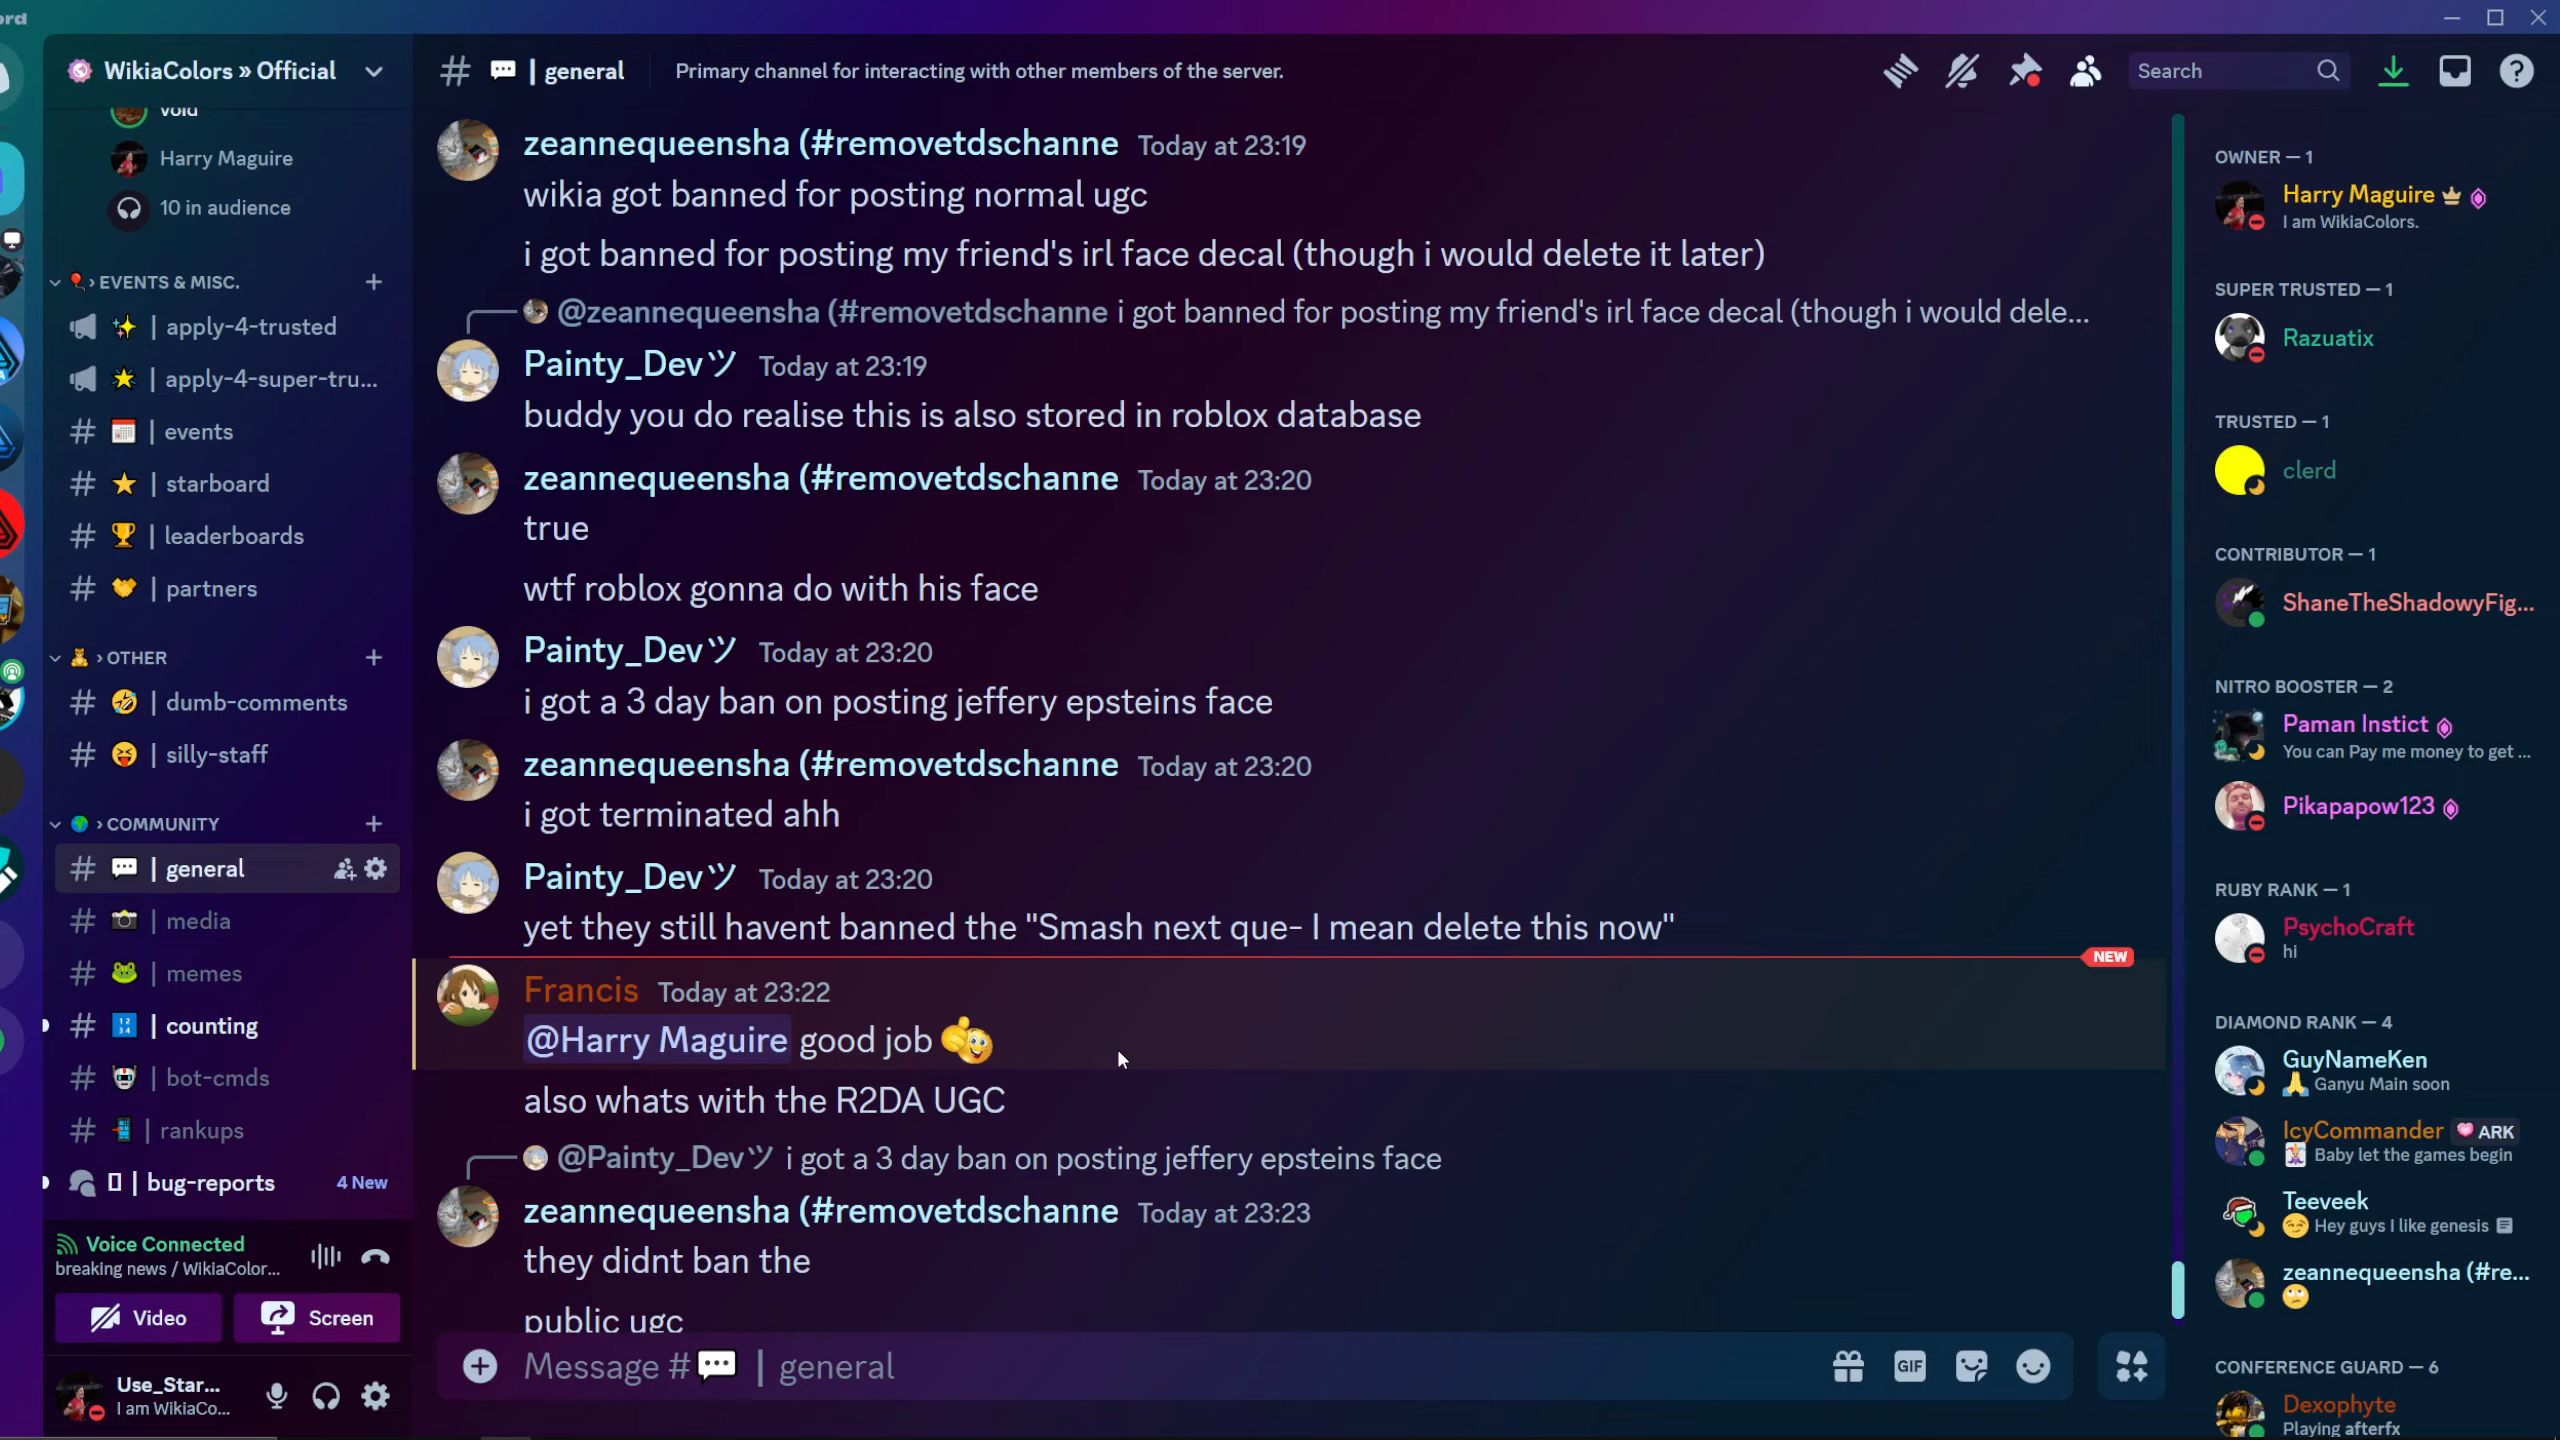 ord
WikiaColors » Official
void
Harry Maguire
10 in audience
› EVENTS & MISC.
| apply-4-trusted
| apply-4-super-tru...
| events
| starboard
| leaderboards
| partners
› OTHER
| dumb-comments
| silly-staff
› COMMUNITY
| general
| media
| memes
| counting
| bot-cmds
| rankups
| bug-reports 4 New
Voice Connected
breaking news / WikiaColor...
Video Screen
Use_Star...
I am WikiaCo...
# 💬 | general Primary channel for interacting with other members of the server.
Search
zeannequeensha (#removetdschanne Today at 23:19
wikia got banned for posting normal ugc
i got banned for posting my friend's irl face decal (though i would delete it later)
@zeannequeensha (#removetdschanne i got banned for posting my friend's irl face decal (though i would dele...
Painty_Devツ Today at 23:19
buddy you do realise this is also stored in roblox database
zeannequeensha (#removetdschanne Today at 23:20
true
wtf roblox gonna do with his face
Painty_Devツ Today at 23:20
i got a 3 day ban on posting jeffery epsteins face
zeannequeensha (#removetdschanne Today at 23:20
i got terminated ahh
Painty_Devツ Today at 23:20
yet they still havent banned the "Smash next que- I mean delete this now"
NEW
Francis Today at 23:22
@Harry Maguire good job
also whats with the R2DA UGC
@Painty_Devツ i got a 3 day ban on posting jeffery epsteins face
zeannequeensha (#removetdschanne Today at 23:23
they didnt ban the
public ugc
Message #💬 | general
GIF
OWNER — 1
Harry Maguire
I am WikiaColors.
SUPER TRUSTED — 1
Razuatix
TRUSTED — 1
clerd
CONTRIBUTOR — 1
ShaneTheShadowyFig...
NITRO BOOSTER — 2
Paman Instict
You can Pay me money to get ...
Pikapapow123
RUBY RANK — 1
PsychoCraft
hi
DIAMOND RANK — 4
GuyNameKen
🙏 Ganyu Main soon
IcyCommander ARK
Baby let the games begin
Teeveek
😏 Hey guys I like genesis
zeannequeensha (#re...
CONFERENCE GUARD — 6
Dexophyte
Playing afterfx